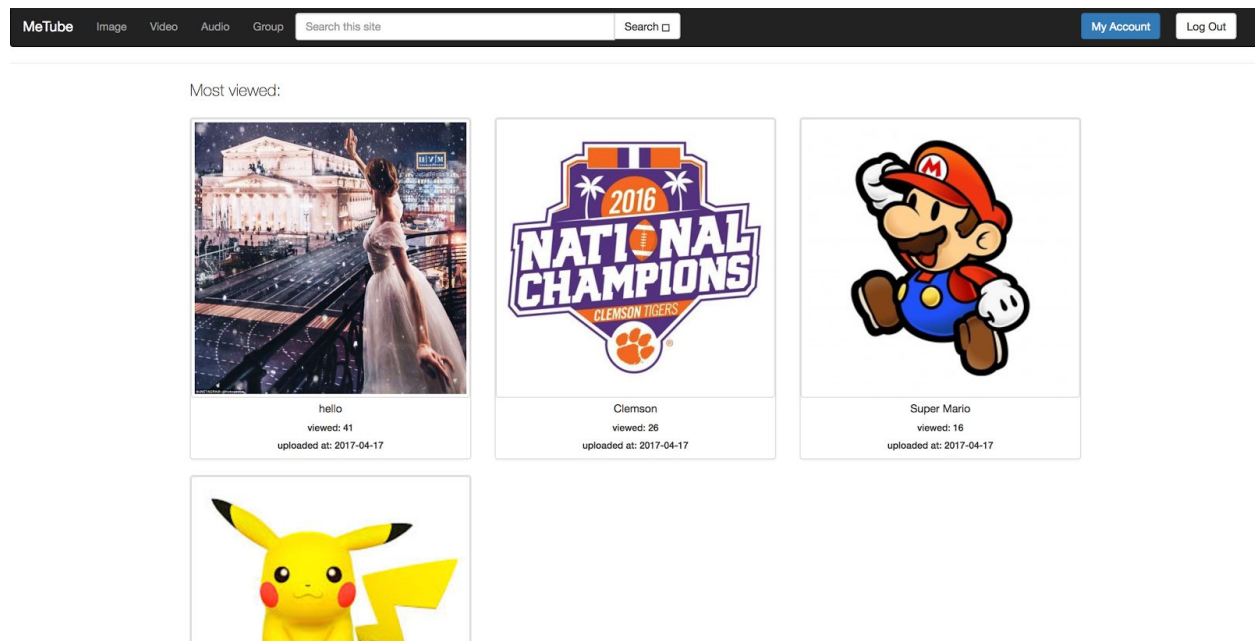 MeTube Image Video Audio Group Search this site Search My Account Log Out
Most viewed:
2016
NATIONAL
CHAMPIONS
CLEMSON TIGERS
®
M
hello
viewed: 41
uploaded at: 2017-04-17
Clemson
viewed: 26
uploaded at: 2017-04-17
Super Mario
viewed: 16
uploaded at: 2017-04-17